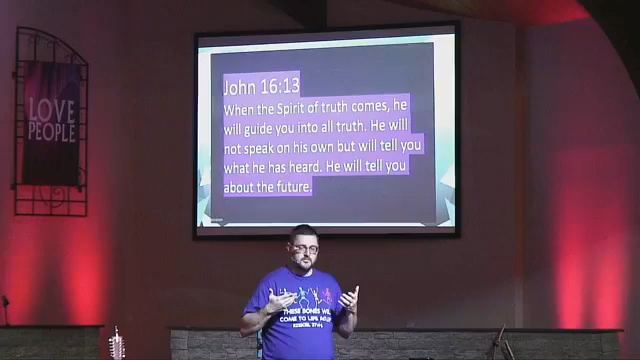 LOVE
PEOPLE
John 16:13
When the Spirit of truth comes, he
will guide you into all truth. He will
not speak on his own but will tell you
what he has heard. He will tell you
about the future.
THESE BONES WILL
COME TO LIFE
EZEKIEL